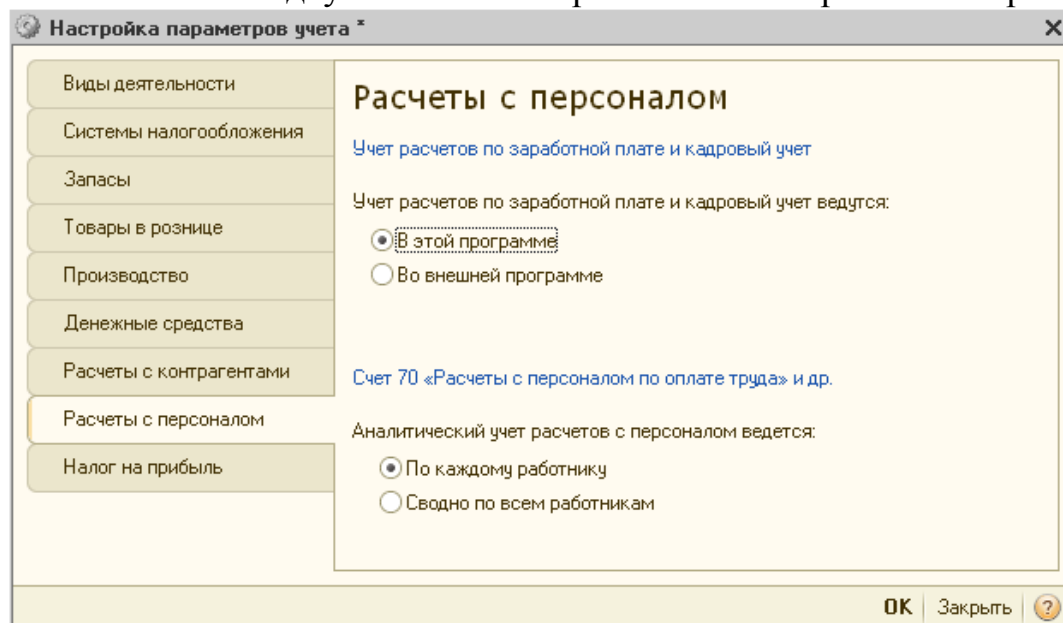 Настройка параметров учета *
Виды деятельности
Системы налогообложения
Запасы
Товары в рознице
Производство
Денежные средства
Расчеты с контрагентами
Расчеты с персоналом
Налог на прибыль
Расчеты с персоналом
Учет расчетов по заработной плате и кадровый учет
Учет расчетов по заработной плате и кадровый учет ведутся:
В этой программе
Во внешней программе
Счет 70 «Расчеты с персоналом по оплате труда» и др.
Аналитический учет расчетов с персоналом ведется:
По каждому работнику
Сводно по всем работникам
OK Закрыть ?